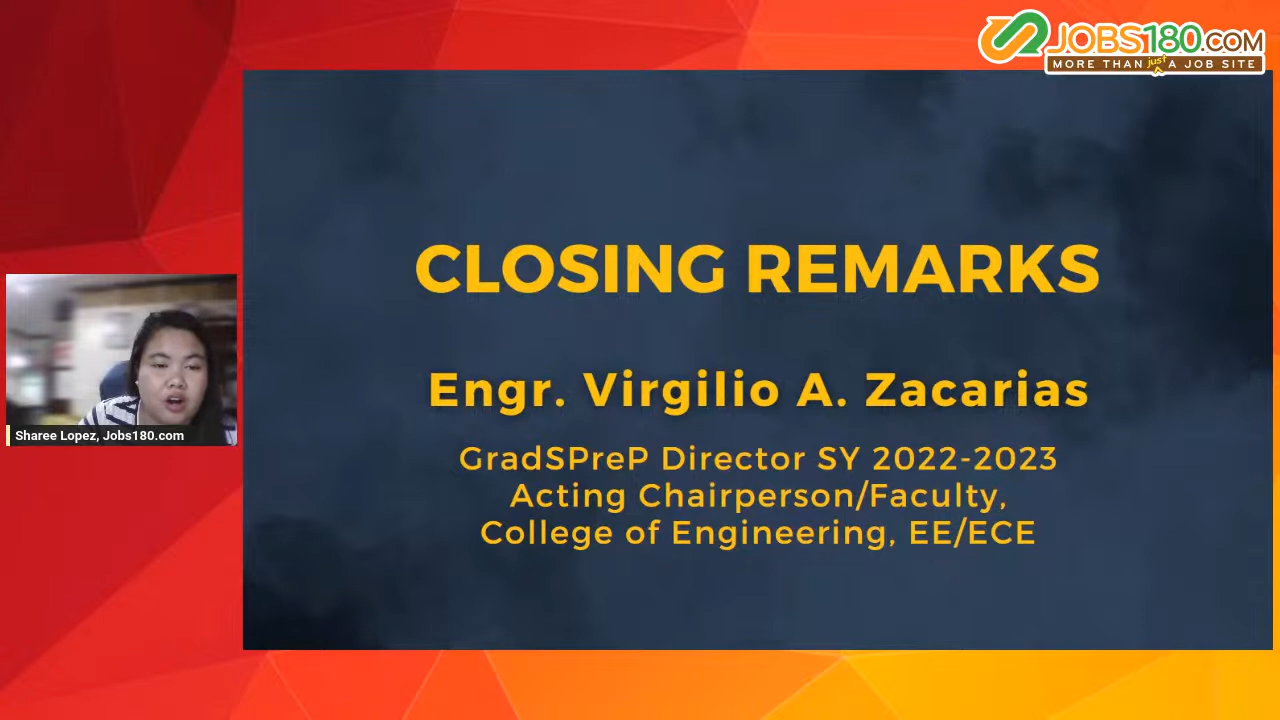 JOBS180.COM
MORE THAN just A JOB SITE
CLOSING REMARKS
Engr. Virgilio A. Zacarias
GradSPreP Director SY 2022-2023
Acting Chairperson/Faculty,
College of Engineering, EE/ECE
Sharee Lopez, Jobs180.com